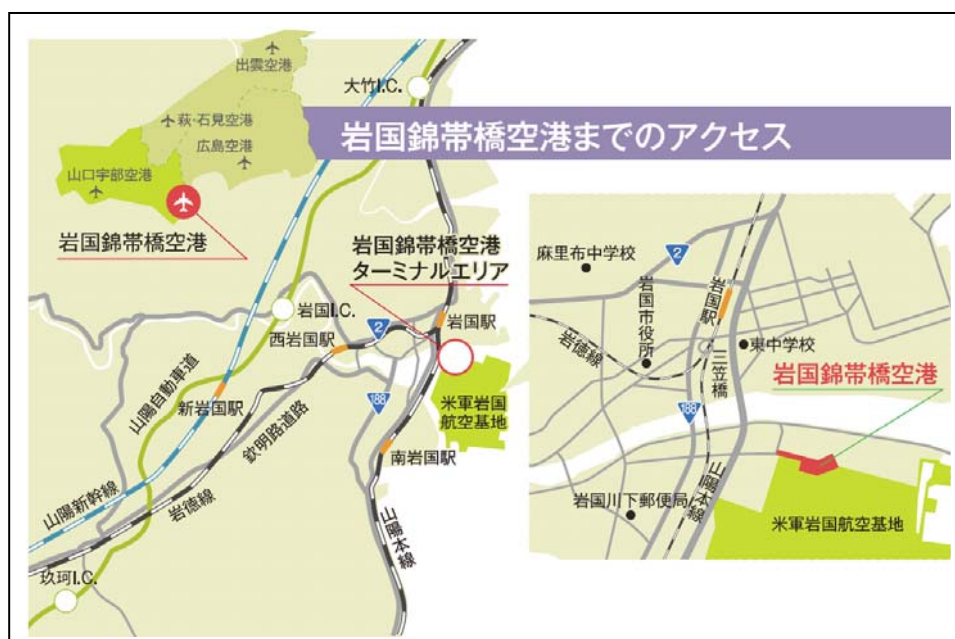 岩国錦帯橋空港までのアクセス
出雲空港
萩・石見空港
広島空港
山口宇部空港
岩国錦帯橋空港
大竹I.C.
岩国錦帯橋空港
ターミナルエリア
岩国I.C.
西岩国駅
2
岩国駅
188
米軍岩国
航空基地
山陽自動車道
新岩国駅
欽明路道路
南岩国駅
山陽新幹線
岩徳線
山陽本線
玖珂I.C.
麻里布中学校
2
岩国市役所
岩国駅
岩徳線
三笠橋
東中学校
岩国錦帯橋空港
188
山陽本線
岩国川下郵便局
米軍岩国航空基地